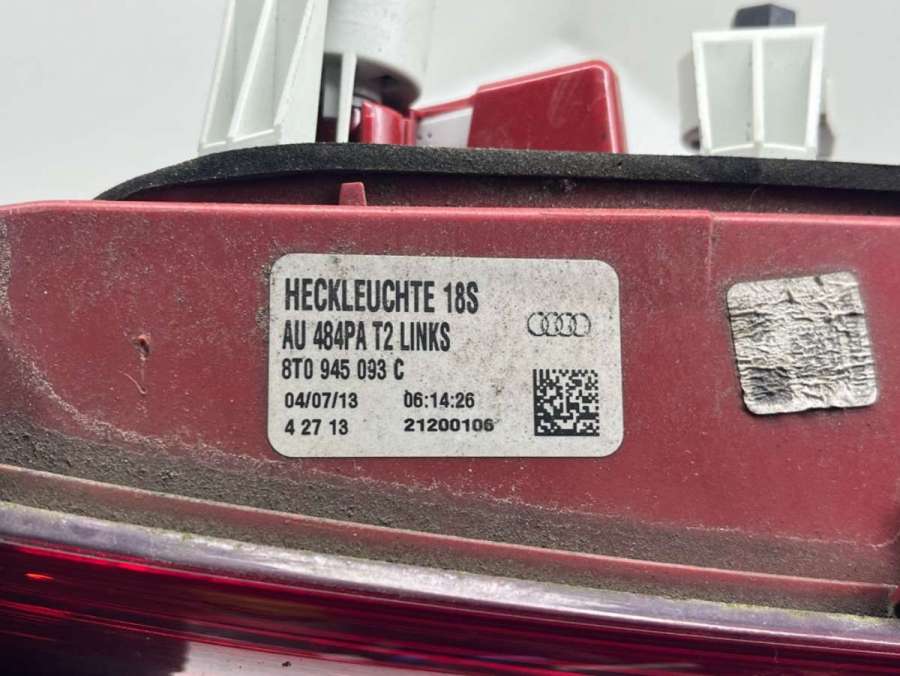 HECKLEUCHTE 18S
AU 484PA T2 LINKS
8T0 945 093 C
04/07/13 06:14:26
4 27 13 21200106